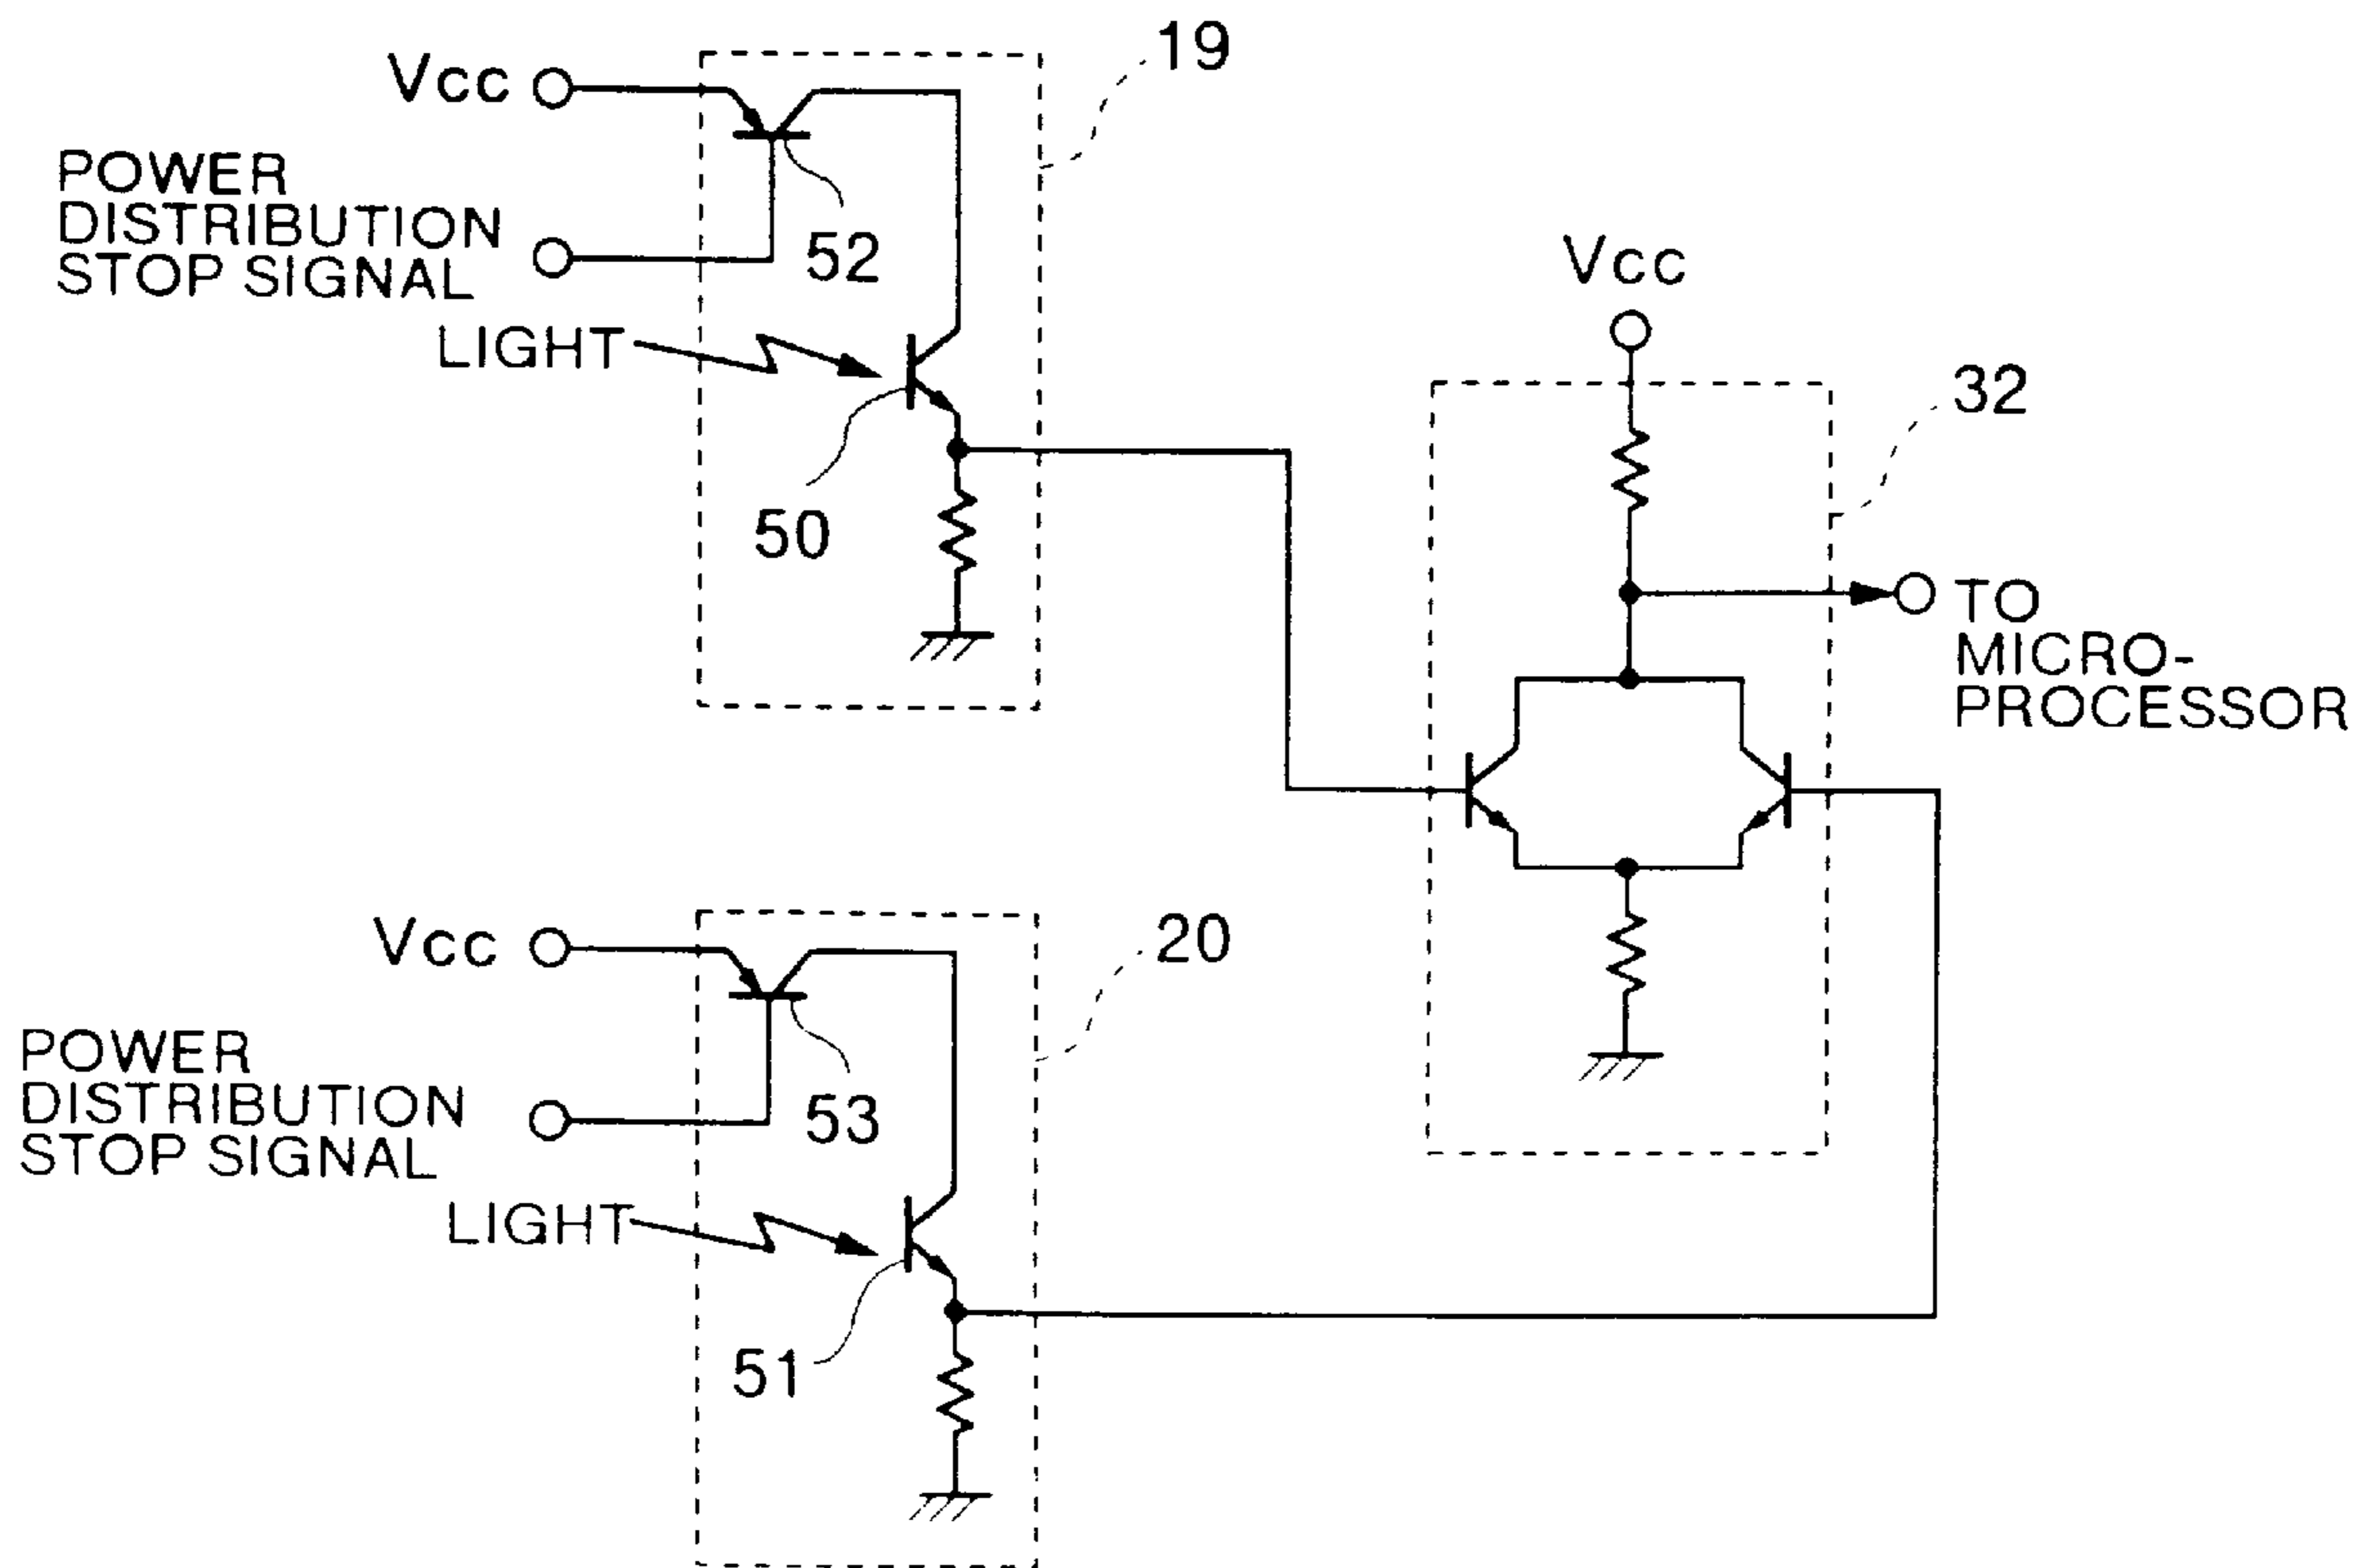 19
Vcc
POWER
DISTRIBUTION
STOP SIGNAL
52
LIGHT
50
Vcc
32
TO
MICRO-
PROCESSOR
20
Vcc
POWER
DISTRIBUTION
STOP SIGNAL
53
LIGHT
51